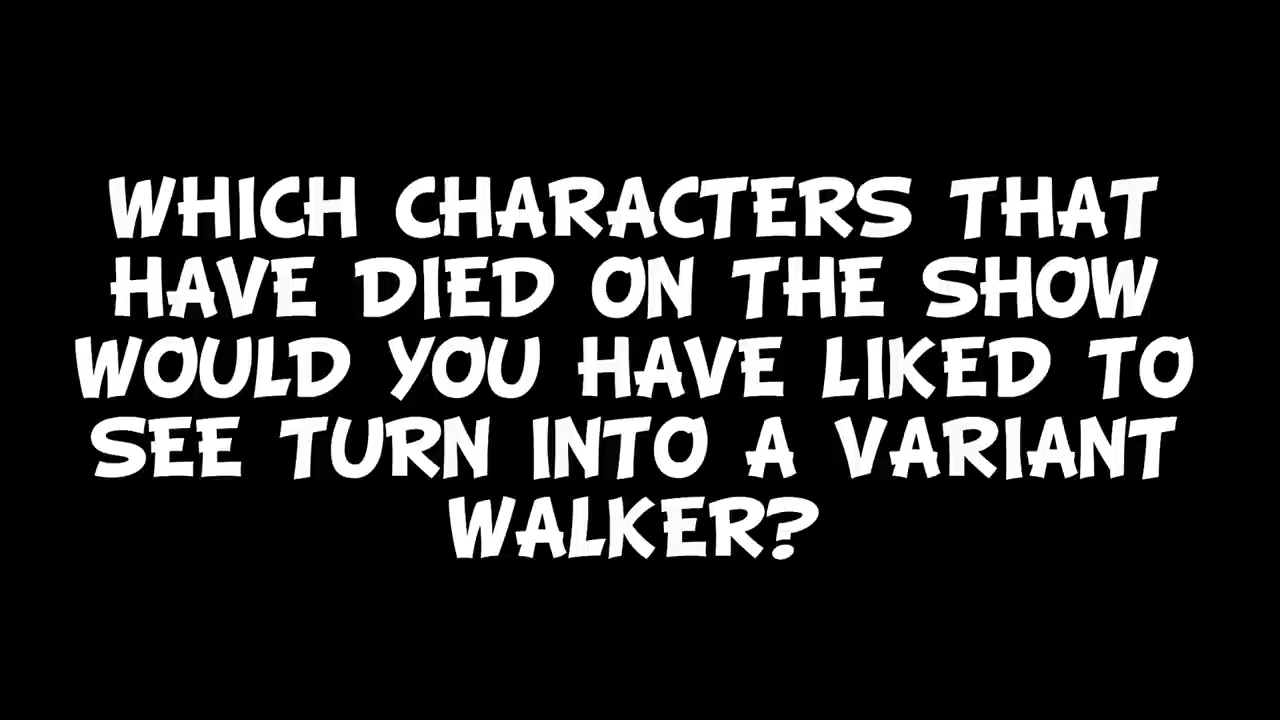 WHICH CHARACTERS THAT
HAVE DIED ON THE SHOW
WOULD YOU HAVE LIKED TO
SEE TURN INTO A VARIANT
WALKER?